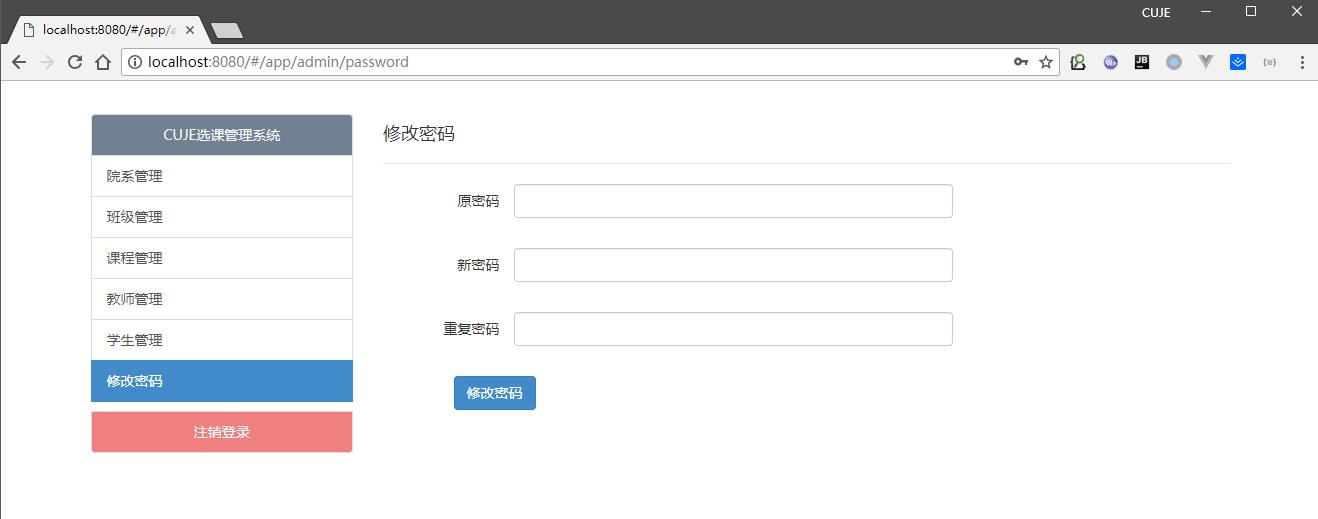 CUJE
localhost:8080/#/app/a
localhost:8080/#/app/admin/password
CUJE选课管理系统
院系管理
班级管理
课程管理
教师管理
学生管理
修改密码
注销登录
修改密码
原密码
新密码
重复密码
修改密码